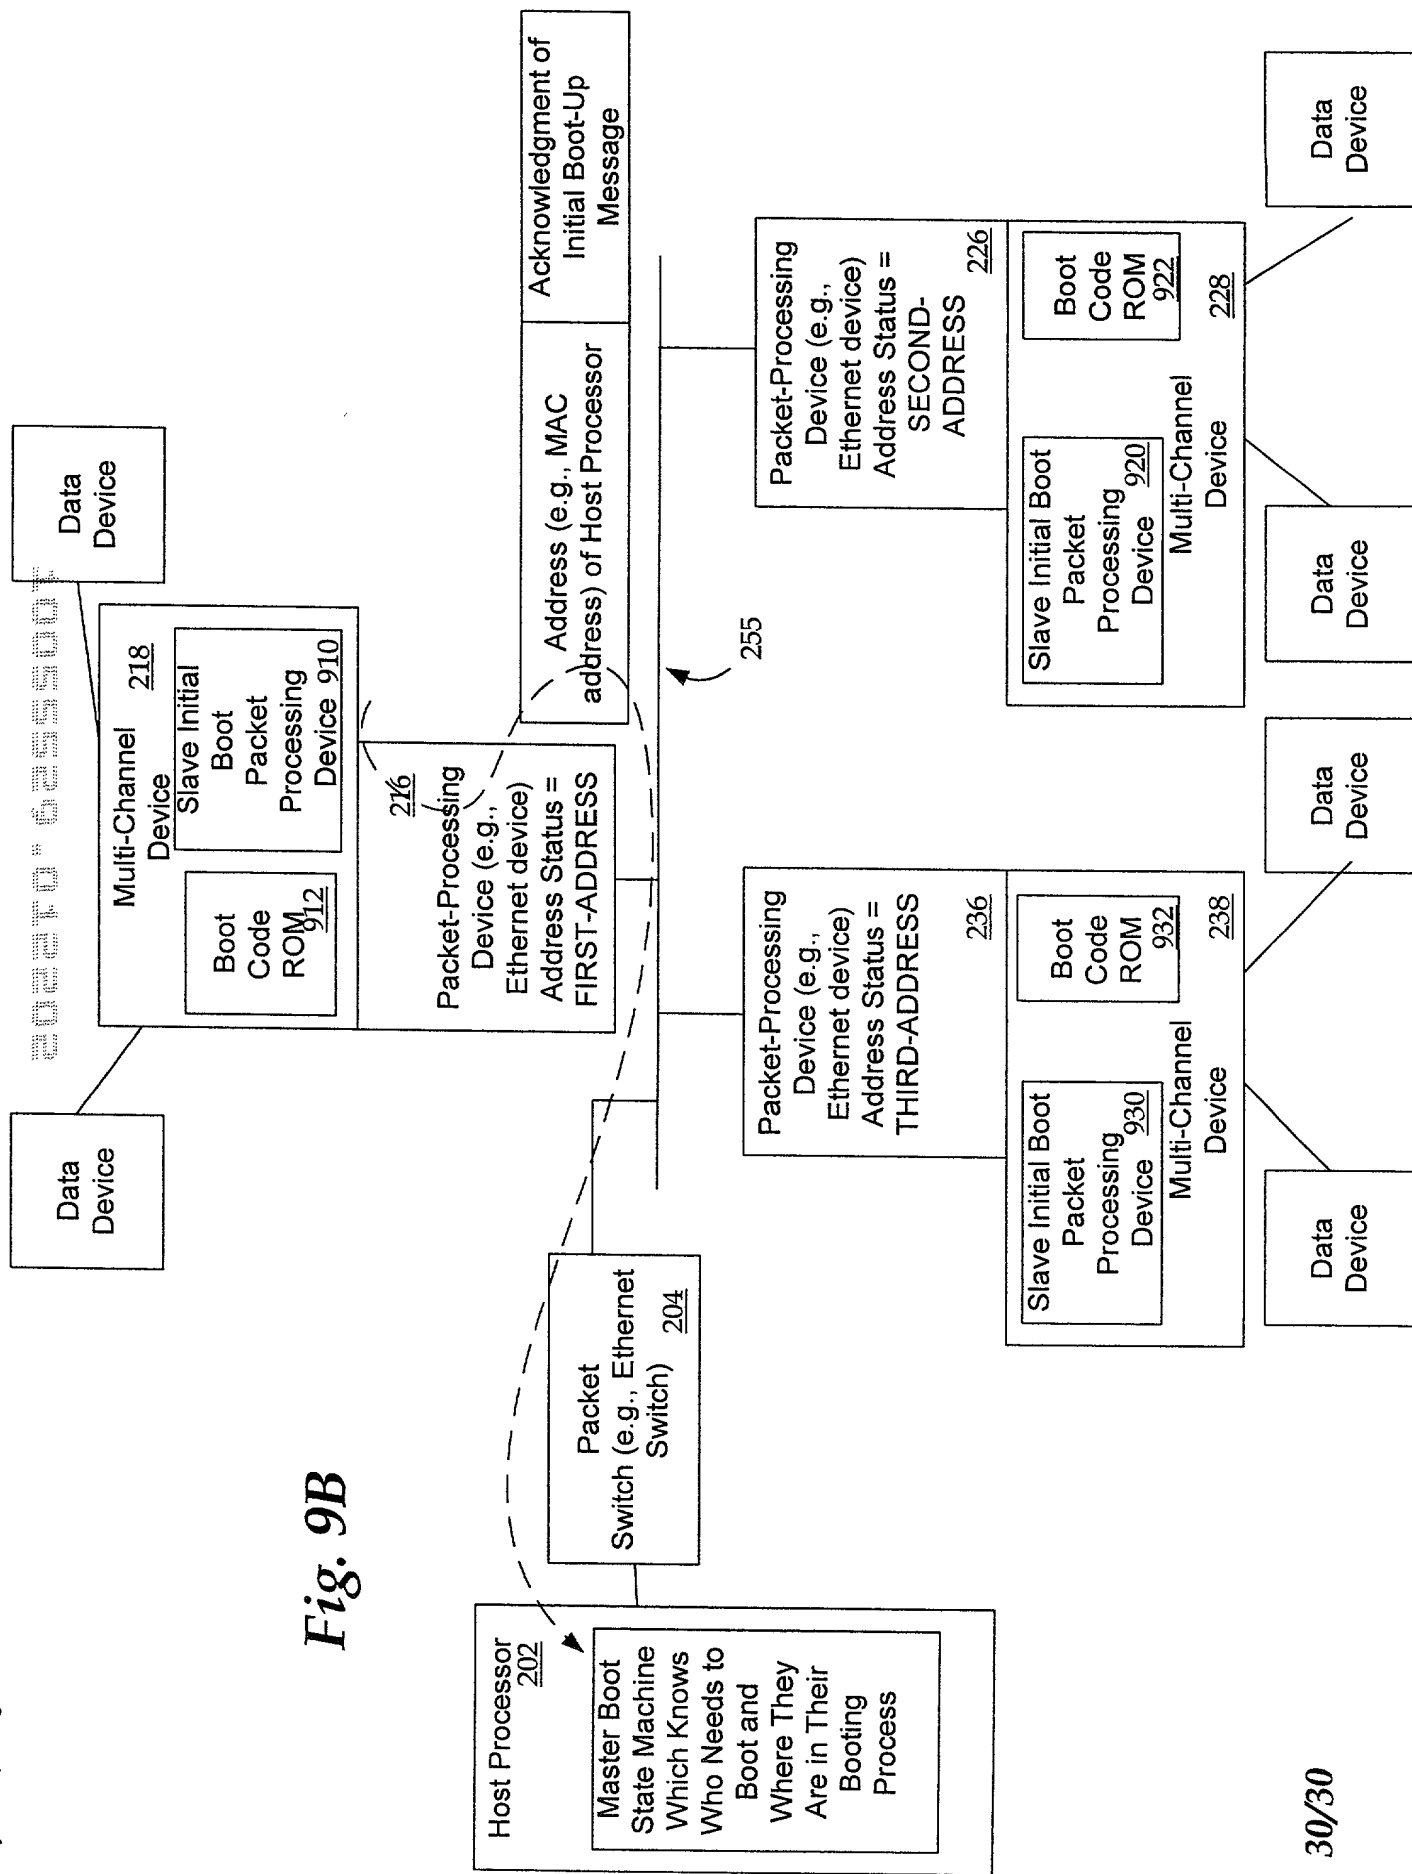 Fig. 9B
Host Processor
202
Master Boot
State Machine
Which Knows
Who Needs to
Boot and
Where They
Are in Their
Booting
Process
Packet
Switch (e.g., Ethernet
Switch)
204
Data
Device
Data
Device
Multi-Channel
Device
218
Boot
Code
ROM
912
Slave Initial
Boot
Packet
Processing
Device 910
216
Packet-Processing
Device (e.g.,
Ethernet device)
Address Status =
FIRST-ADDRESS
Address (e.g., MAC
address) of Host Processor
Acknowledgment of
Initial Boot-Up
Message
255
Packet-Processing
Device (e.g.,
Ethernet device)
Address Status =
THIRD-ADDRESS
236
Slave Initial Boot
Packet
Processing
Device 930
Boot
Code
ROM
932
Multi-Channel
Device
238
Data
Device
Data
Device
Packet-Processing
Device (e.g.,
Ethernet device)
Address Status =
SECOND-
ADDRESS
226
Slave Initial Boot
Packet
Processing
Device 920
Boot
Code
ROM
922
Multi-Channel
Device
228
Data
Device
Data
Device
30/30